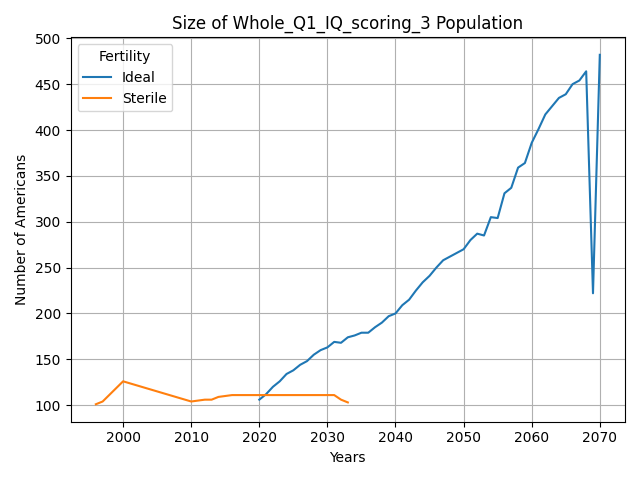 Size of Whole_Q1_IQ_scoring_3 Population
Fertility
Ideal
Sterile
Number of Americans
500
450
400
350
300
250
200
150
100
2000 2010 2020 2030 2040 2050 2060 2070
Years